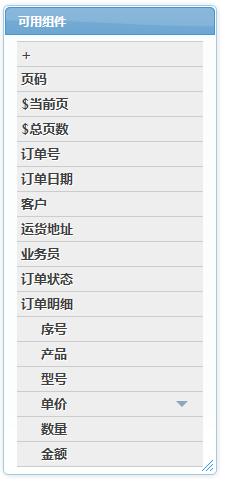 可用组件
+
页码
$当前页
$总页数
订单号
订单日期
客户
运货地址
业务员
订单状态
订单明细
序号
产品
型号
单价
数量
金额